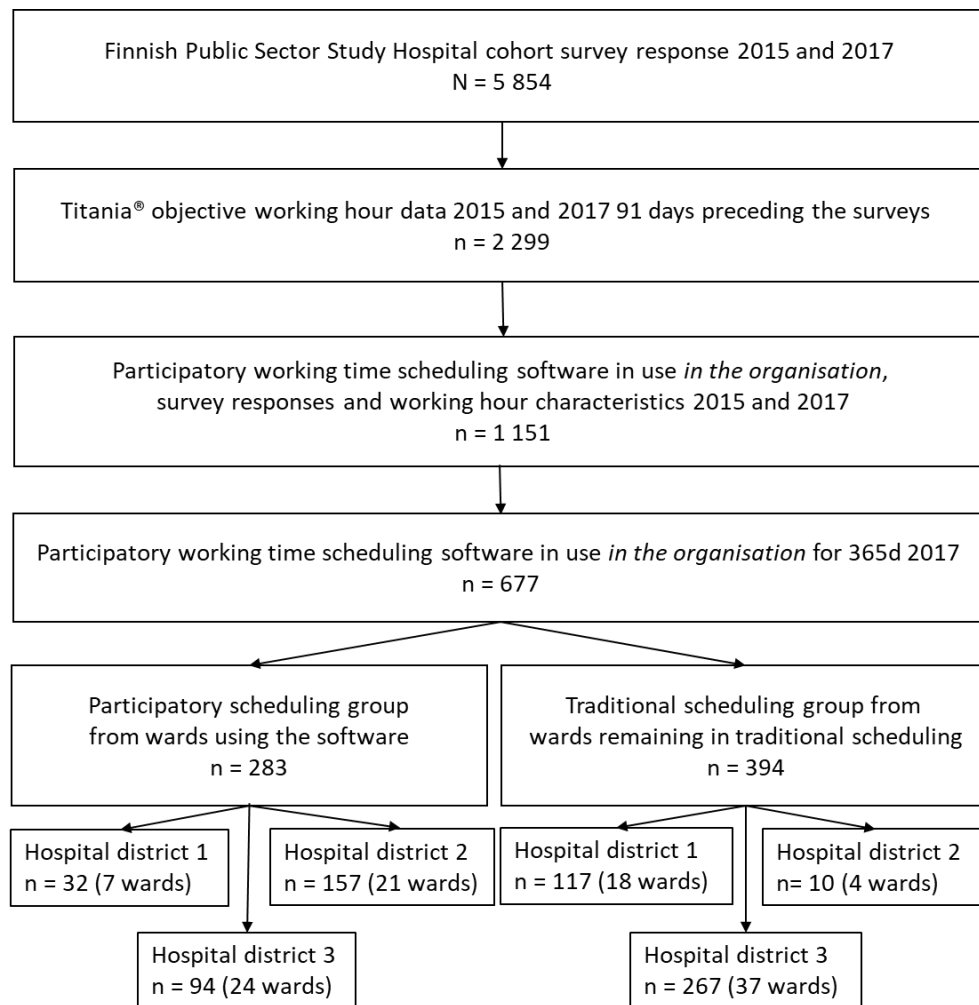 Finnish Public Sector Study Hospital cohort survey response 2015 and 2017
N = 5 854
Titania® objective working hour data 2015 and 2017 91 days preceding the surveys
n = 2 299
Participatory working time scheduling software in use in the organisation,
survey responses and working hour characteristics 2015 and 2017
n = 1 151
Participatory working time scheduling software in use in the organisation for 365d 2017
n = 677
Participatory scheduling group
from wards using the software
n = 283
Traditional scheduling group from
wards remaining in traditional scheduling
n = 394
Hospital district 1
n = 32 (7 wards)
Hospital district 2
n = 157 (21 wards)
Hospital district 1
n = 117 (18 wards)
Hospital district 2
n= 10 (4 wards)
Hospital district 3
n = 94 (24 wards)
Hospital district 3
n = 267 (37 wards)